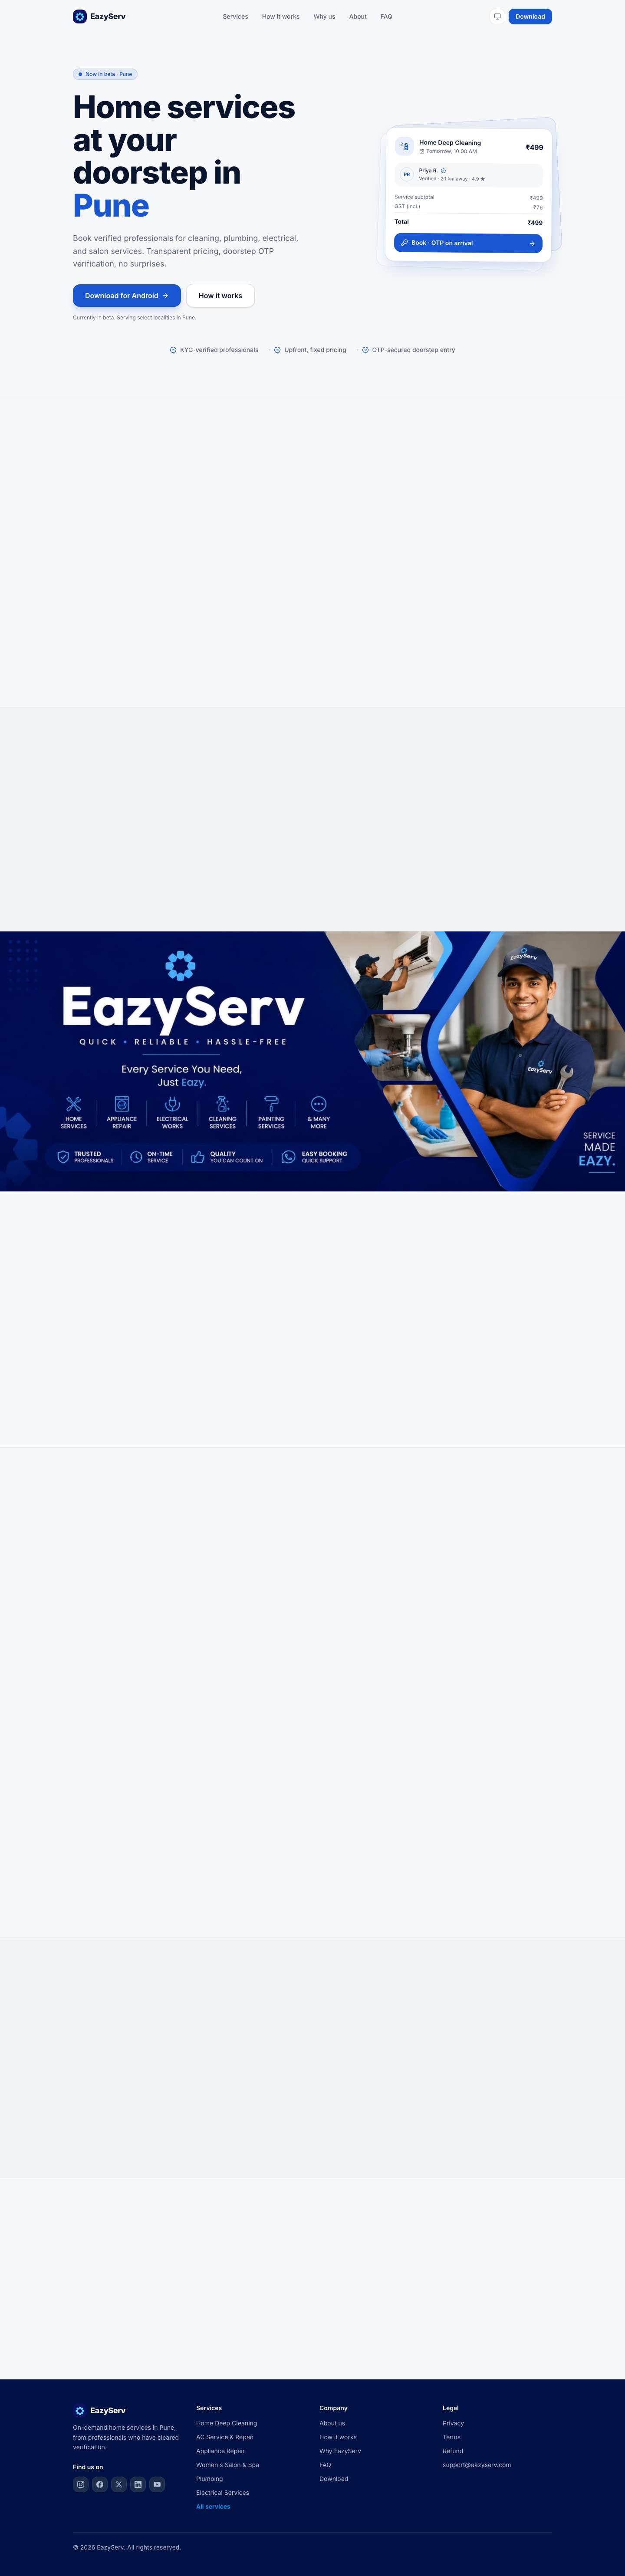 EazyServ
Services
How it works
Why us
About
FAQ
Download
Now in beta · Pune
Home services
at your
doorstep in
Pune
Book verified professionals for cleaning, plumbing, electrical,
and salon services. Transparent pricing, doorstep OTP
verification, no surprises.
Download for Android
How it works
Currently in beta. Serving select localities in Pune.
Home Deep Cleaning
Tomorrow, 10:00 AM
₹499
PR
Priya R.
Verified · 2.1 km away · 4.9 ★
Service subtotal
₹499
GST (incl.)
₹76
Total
₹499
Book · OTP on arrival
KYC-verified professionals
· Upfront, fixed pricing
· OTP-secured doorstep entry
EazyServ
QUICK • RELIABLE • HASSLE-FREE
Every Service You Need,
Just Eazy.
HOME
SERVICES
APPLIANCE
REPAIR
ELECTRICAL
WORKS
CLEANING
SERVICES
PAINTING
SERVICES
& MANY
MORE
TRUSTED
PROFESSIONALS
ON-TIME
SERVICE
QUALITY
YOU CAN COUNT ON
EASY BOOKING
QUICK SUPPORT
EazyServ
EazyServ
SERVICE
MADE
EAZY.
EazyServ
On-demand home services in Pune,
from professionals who have cleared
verification.
Find us on
Services
Home Deep Cleaning
AC Service & Repair
Appliance Repair
Women's Salon & Spa
Plumbing
Electrical Services
All services
Company
About us
How it works
Why EazyServ
FAQ
Download
Legal
Privacy
Terms
Refund
support@eazyserv.com
© 2026 EazyServ. All rights reserved.